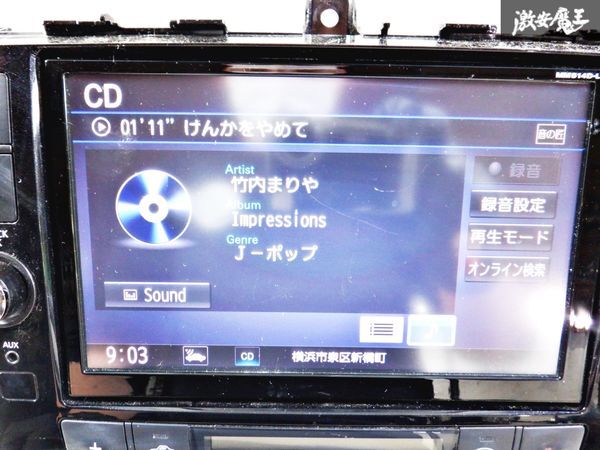 激安魔王
MM514D-L
CD
01'11" けんかをやめて
音の匠
Artist
竹内まりや
録音
Album
Impressions
録音設定
Genre
J-ポップ
再生モード
オンライン検索
Sound
9:03
CD
横浜市泉区新橋町
AUX